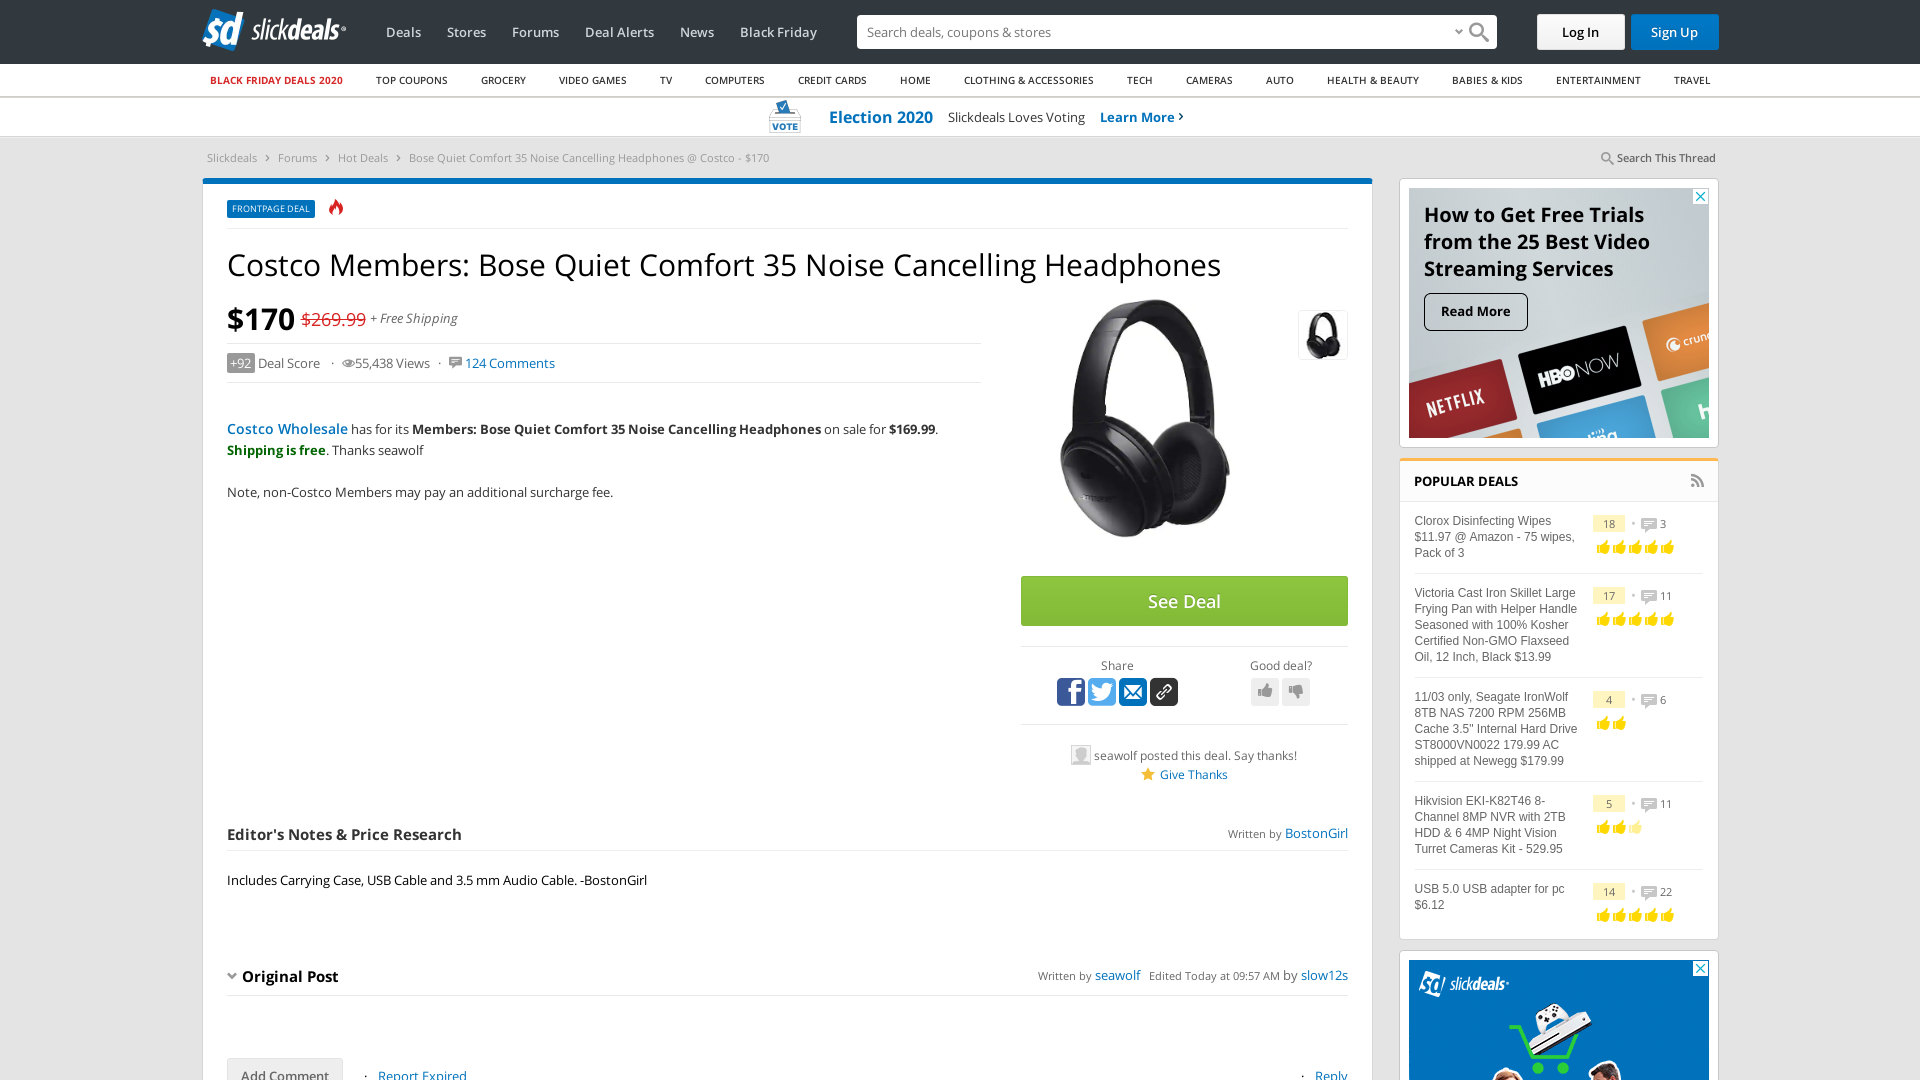 sd slickdeals
Deals Stores Forums Deal Alerts News Black Friday
Search deals, coupons & stores
Log In Sign Up
BLACK FRIDAY DEALS 2020 TOP COUPONS GROCERY VIDEO GAMES TV COMPUTERS CREDIT CARDS HOME CLOTHING & ACCESSORIES TECH CAMERAS AUTO HEALTH & BEAUTY BABIES & KIDS ENTERTAINMENT TRAVEL
VOTE Election 2020 Slickdeals Loves Voting Learn More
Slickdeals Forums Hot Deals Bose Quiet Comfort 35 Noise Cancelling Headphones @ Costco - $170
Search This Thread
FRONTPAGE DEAL
Costco Members: Bose Quiet Comfort 35 Noise Cancelling Headphones
$170 $269.99 + Free Shipping
+92 Deal Score · 55,438 Views · 124 Comments
Costco Wholesale has for its Members: Bose Quiet Comfort 35 Noise Cancelling Headphones on sale for $169.99.
Shipping is free. Thanks seawolf
Note, non-Costco Members may pay an additional surcharge fee.
See Deal
Share
Good deal?
seawolf posted this deal. Say thanks!
Give Thanks
Editor's Notes & Price Research
Written by BostonGirl
Includes Carrying Case, USB Cable and 3.5 mm Audio Cable. -BostonGirl
Original Post
Written by seawolf Edited Today at 09:57 AM by slow12s
Add Comment · Report Expired
· Reply
How to Get Free Trials
from the 25 Best Video
Streaming Services
Read More
NETFLIX
HBO NOW
crun
POPULAR DEALS
Clorox Disinfecting Wipes
$11.97 @ Amazon - 75 wipes,
Pack of 3
18 • 3
Victoria Cast Iron Skillet Large
Frying Pan with Helper Handle
Seasoned with 100% Kosher
Certified Non-GMO Flaxseed
Oil, 12 Inch, Black $13.99
17 • 11
11/03 only, Seagate IronWolf
8TB NAS 7200 RPM 256MB
Cache 3.5" Internal Hard Drive
ST8000VN0022 179.99 AC
shipped at Newegg $179.99
4 • 6
Hikvision EKI-K82T46 8-
Channel 8MP NVR with 2TB
HDD & 6 4MP Night Vision
Turret Cameras Kit - 529.95
5 • 11
USB 5.0 USB adapter for pc
$6.12
14 • 22
sd slickdeals